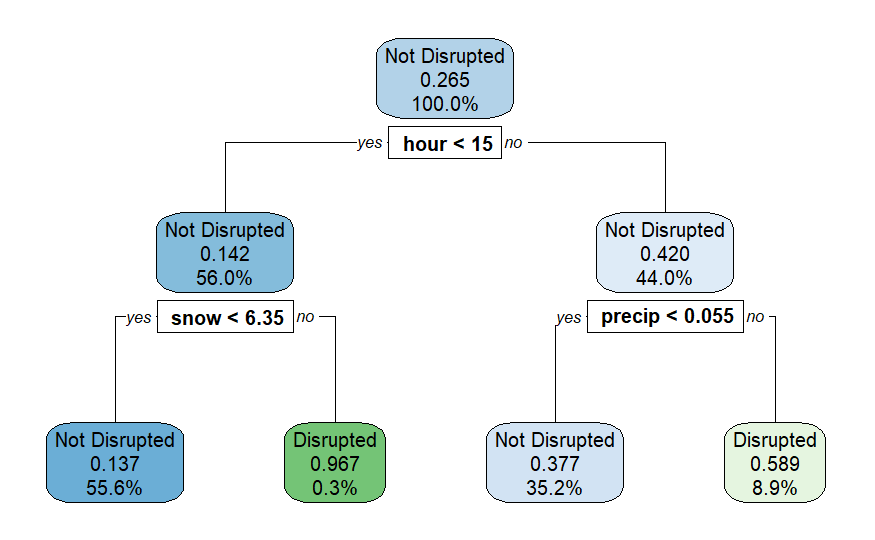 Not Disrupted
0.265
100.0%
yes hour < 15 no
Not Disrupted
0.142
56.0%
Not Disrupted
0.420
44.0%
yes snow < 6.35 no
yes precip < 0.055 no
Not Disrupted
0.137
55.6%
Disrupted
0.967
0.3%
Not Disrupted
0.377
35.2%
Disrupted
0.589
8.9%